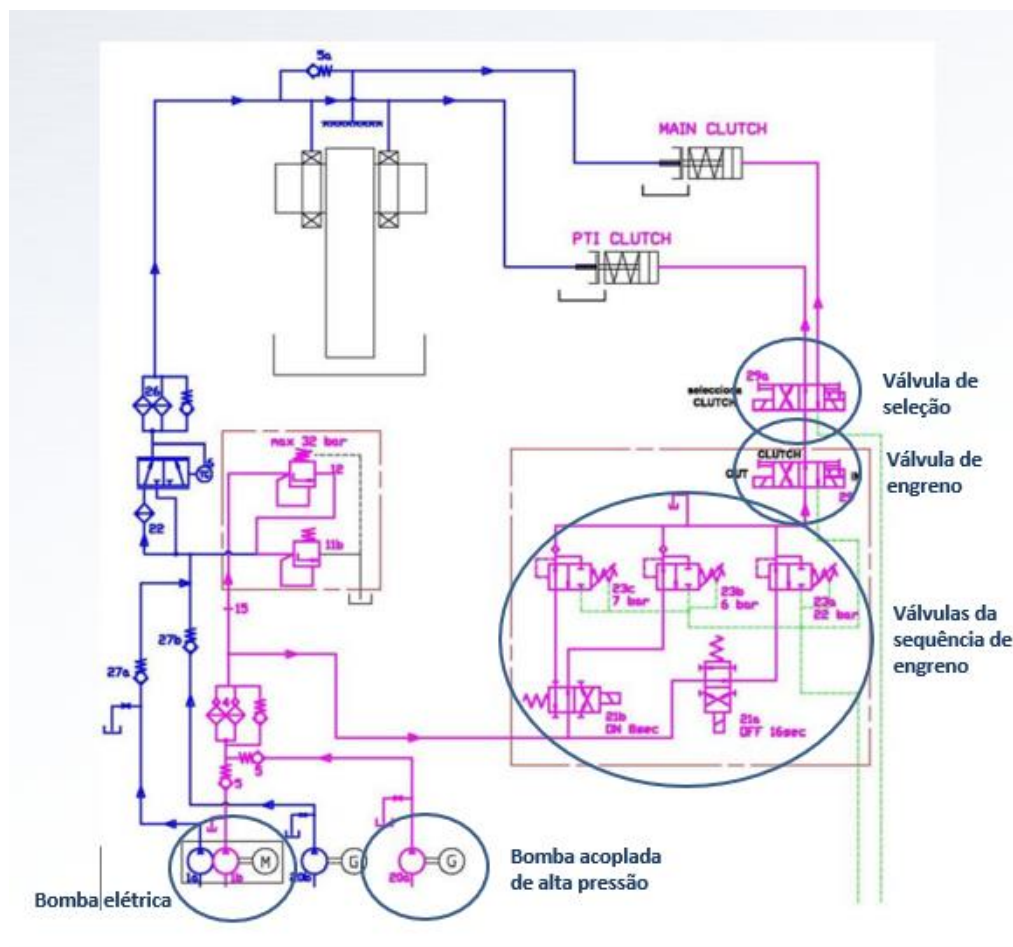 5a
MAIN CLUTCH
PTI CLUTCH
29a
selecciona
CLUTCH
Válvula de
seleção
26
max 32 bar
12
CLUTCH
OUT
Válvula de
engreno
22
11b
15
23c
7 bar
23b
6 bar
23a
22 bar
Válvulas da
sequência de
engreno
27b
27a
4
21b
ON 8sec
21a
OFF 16sec
5
5
M
G
G
1a
1b
20b
20a
Bomba acoplada
de alta pressão
Bomba elétrica